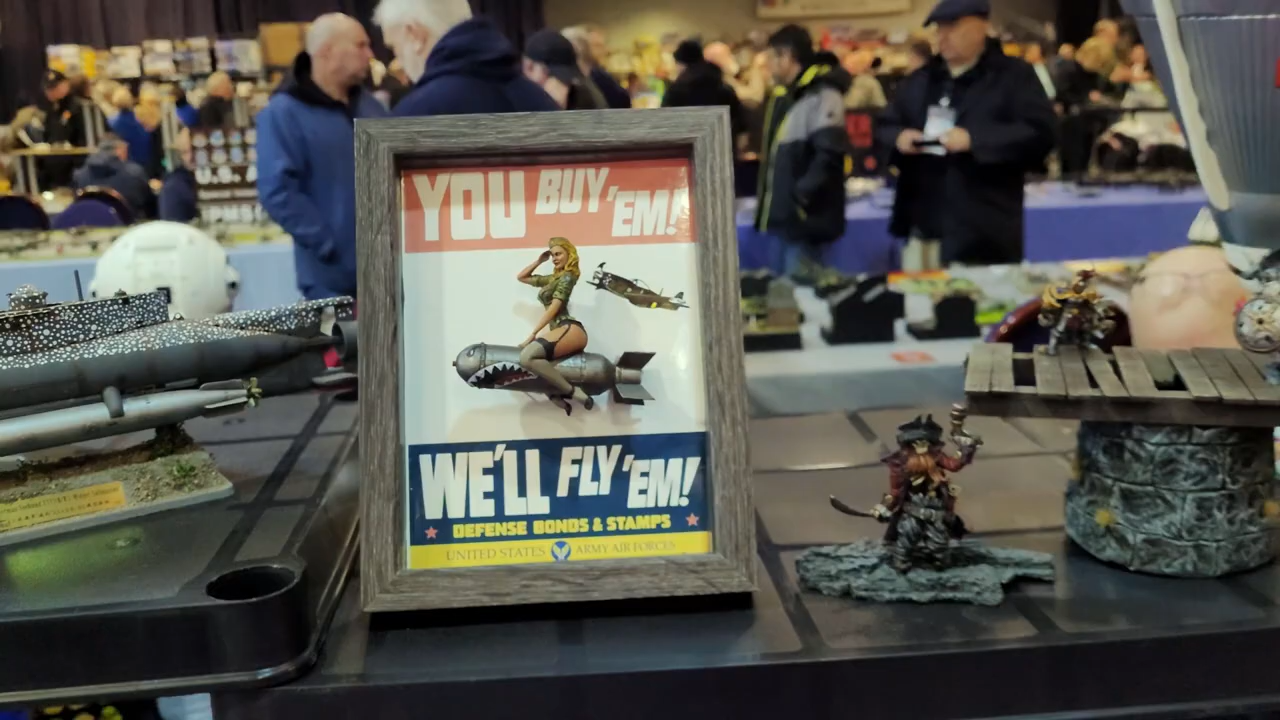 YOU BUY 'EM!
WE'LL FLY 'EM!
DEFENSE BONDS & STAMPS
UNITED STATES ARMY AIR FORCES
U.S. A